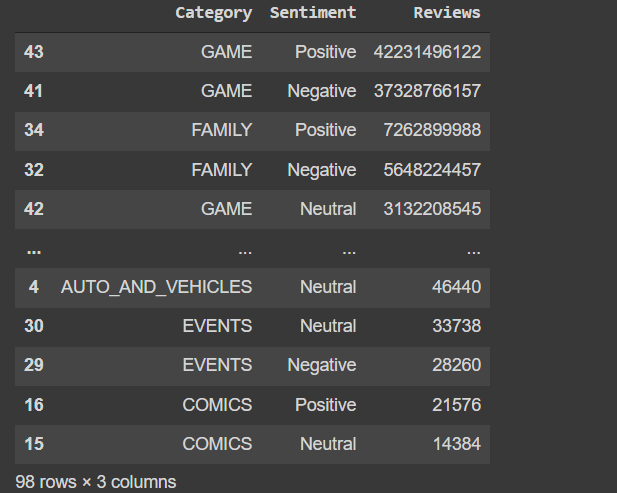 Category Sentiment Reviews
43 GAME Positive 42231496122
41 GAME Negative 37328766157
34 FAMILY Positive 7262899988
32 FAMILY Negative 5648224457
42 GAME Neutral 3132208545
... ... ... ...
4 AUTO_AND_VEHICLES Neutral 46440
30 EVENTS Neutral 33738
29 EVENTS Negative 28260
16 COMICS Positive 21576
15 COMICS Neutral 14384
98 rows × 3 columns